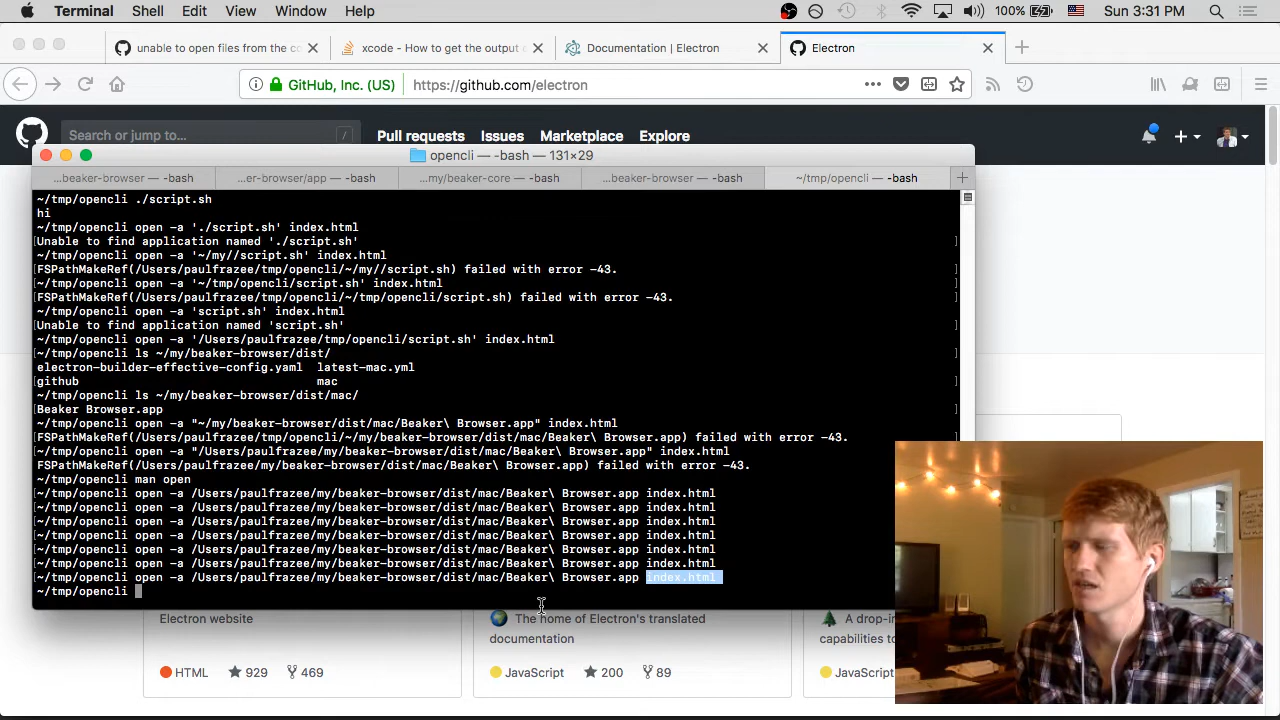 Terminal Shell Edit View Window Help 100% Sun 3:31 PM
unable to open files from the co
xcode - How to get the output
Documentation | Electron
Electron
GitHub, Inc. (US) https://github.com/electron
Search or jump to... /
Pull requests Issues Marketplace Explore
opencli — -bash — 131×29
...beaker-browser — -bash ...er-browser/app — -bash ...my/beaker-core — -bash ...beaker-browser — -bash ~/tmp/opencli — -bash
~/tmp/opencli ./script.sh
hi
~/tmp/opencli open -a './script.sh' index.html
Unable to find application named './script.sh'
~/tmp/opencli open -a '~/my//script.sh' index.html
FSPathMakeRef(/Users/paulfrazee/tmp/opencli/~/my//script.sh) failed with error -43.
~/tmp/opencli open -a '~/tmp/opencli/script.sh' index.html
FSPathMakeRef(/Users/paulfrazee/tmp/opencli/~/tmp/opencli/script.sh) failed with error -43.
~/tmp/opencli open -a 'script.sh' index.html
Unable to find application named 'script.sh'
~/tmp/opencli open -a '/Users/paulfrazee/tmp/opencli/script.sh' index.html
~/tmp/opencli ls ~/my/beaker-browser/dist/
electron-builder-effective-config.yaml latest-mac.yml
github mac
~/tmp/opencli ls ~/my/beaker-browser/dist/mac/
Beaker Browser.app
~/tmp/opencli open -a "~/my/beaker-browser/dist/mac/Beaker\ Browser.app" index.html
FSPathMakeRef(/Users/paulfrazee/tmp/opencli/~/my/beaker-browser/dist/mac/Beaker\ Browser.app) failed with error -43.
~/tmp/opencli open -a "/Users/paulfrazee/my/beaker-browser/dist/mac/Beaker\ Browser.app" index.html
FSPathMakeRef(/Users/paulfrazee/my/beaker-browser/dist/mac/Beaker\ Browser.app) failed with error -43.
~/tmp/opencli man open
~/tmp/opencli open -a /Users/paulfrazee/my/beaker-browser/dist/mac/Beaker\ Browser.app index.html
~/tmp/opencli open -a /Users/paulfrazee/my/beaker-browser/dist/mac/Beaker\ Browser.app index.html
~/tmp/opencli open -a /Users/paulfrazee/my/beaker-browser/dist/mac/Beaker\ Browser.app index.html
~/tmp/opencli open -a /Users/paulfrazee/my/beaker-browser/dist/mac/Beaker\ Browser.app index.html
~/tmp/opencli open -a /Users/paulfrazee/my/beaker-browser/dist/mac/Beaker\ Browser.app index.html
~/tmp/opencli open -a /Users/paulfrazee/my/beaker-browser/dist/mac/Beaker\ Browser.app index.html
~/tmp/opencli open -a /Users/paulfrazee/my/beaker-browser/dist/mac/Beaker\ Browser.app index.html
~/tmp/opencli
Electron website
The home of Electron's translated
documentation
A drop-in
capabilities to
HTML 929 469
JavaScript 200 89
JavaScript